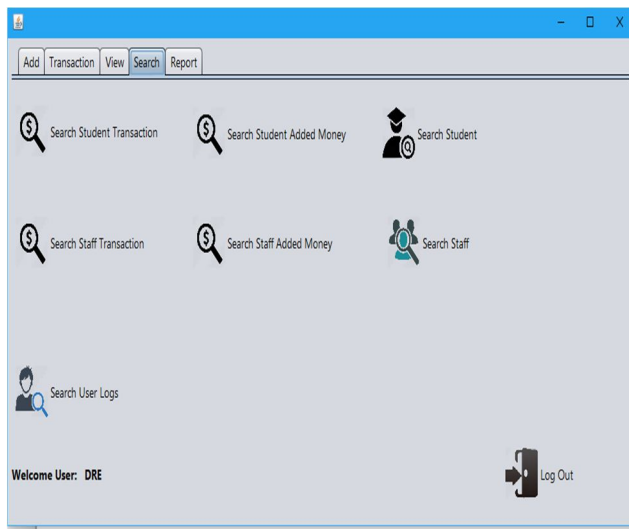 Add Transaction View Search Report
Search Student Transaction Search Student Added Money Search Student
Search Staff Transaction Search Staff Added Money Search Staff
Search User Logs
Welcome User: DRE
Log Out